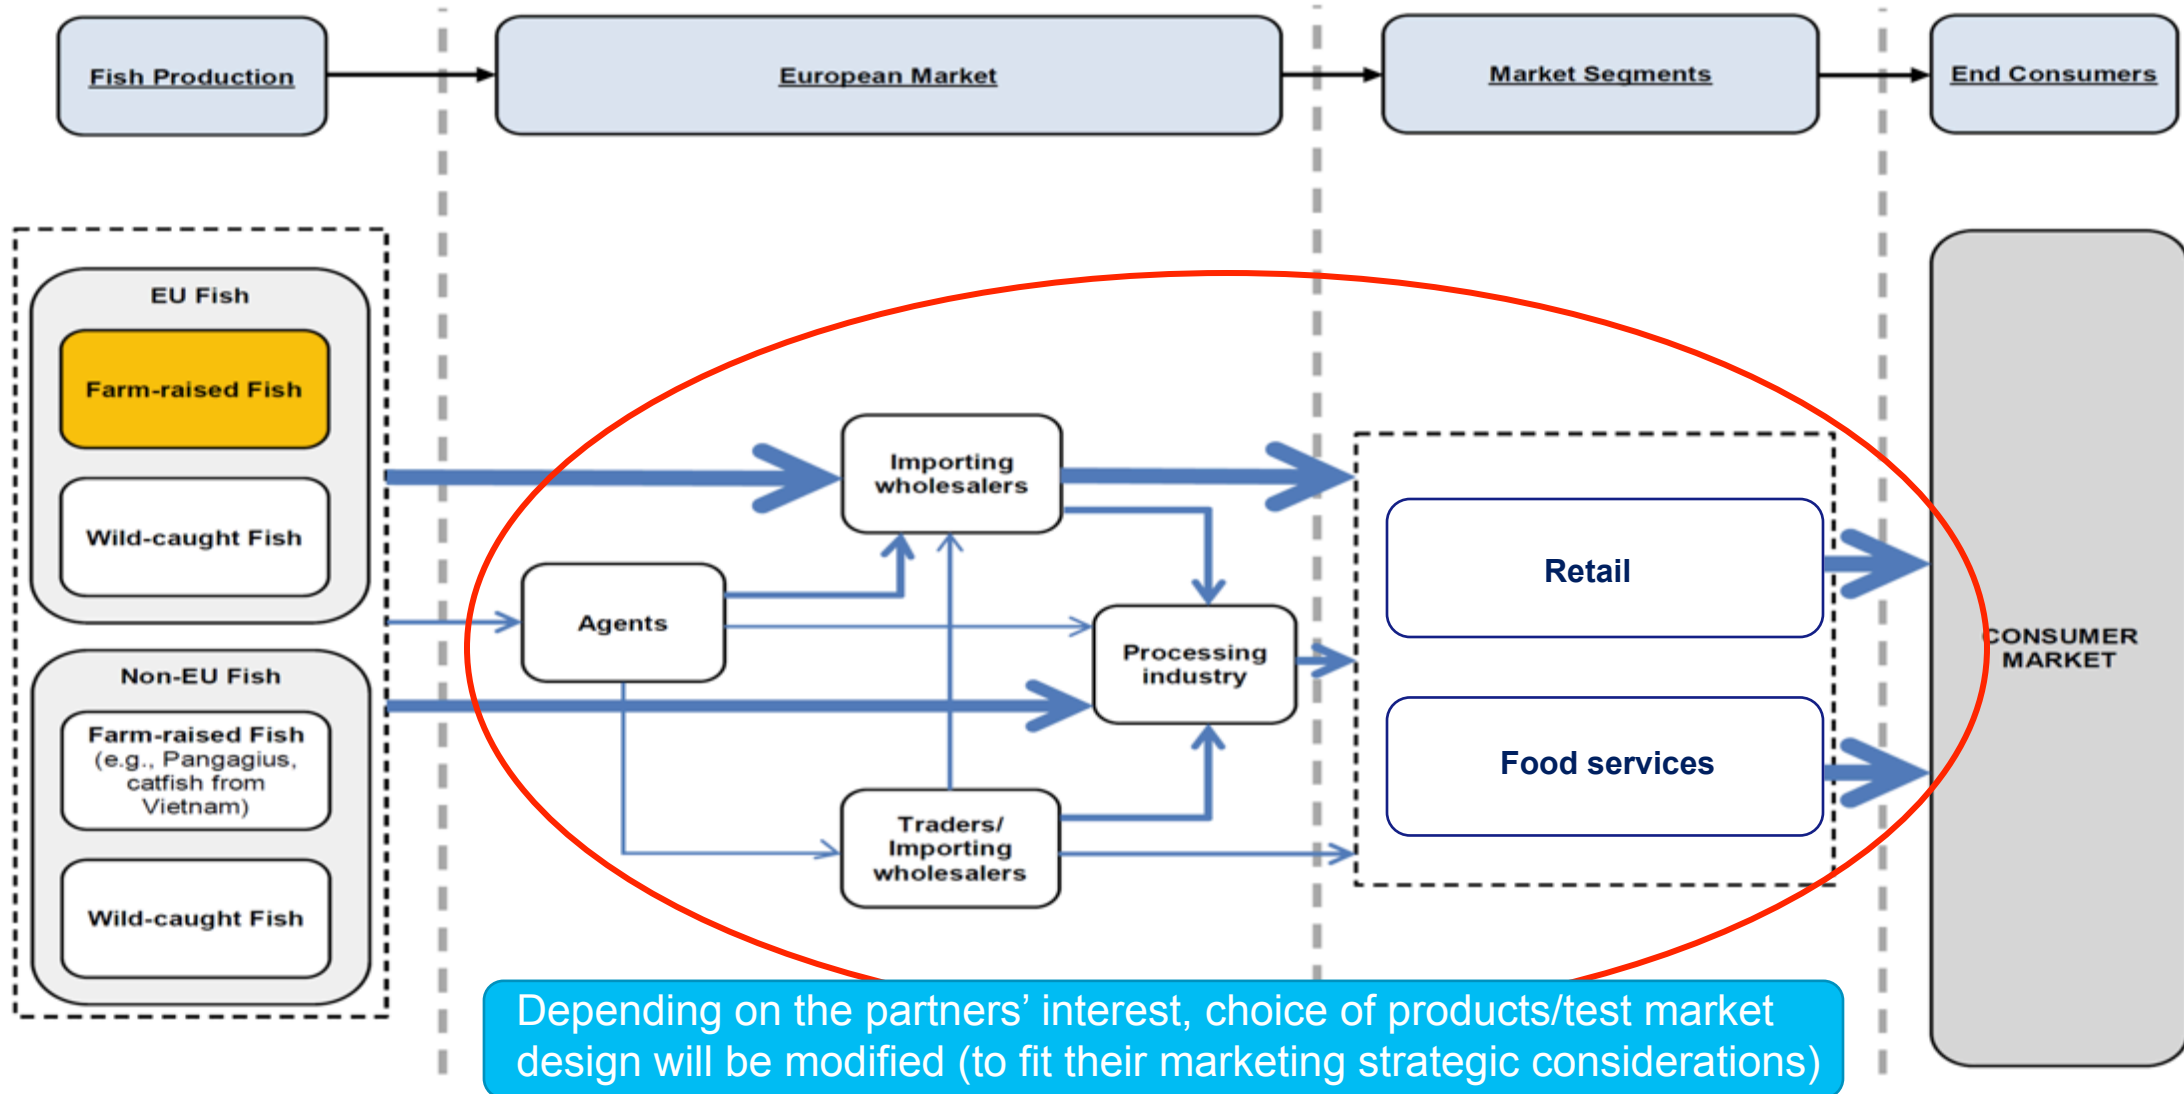 Fish Production
European Market
Market Segments
End Consumers
EU Fish
Farm-raised Fish
Wild-caught Fish
Non-EU Fish
Farm-raised Fish
(e.g., Pangagius,
catfish from
Vietnam)
Wild-caught Fish
Importing
wholesalers
Agents
Processing
industry
Traders/
Importing
wholesalers
Retail
Food services
CONSUMER
MARKET
Depending on the partners’ interest, choice of products/test market
design will be modified (to fit their marketing strategic considerations)